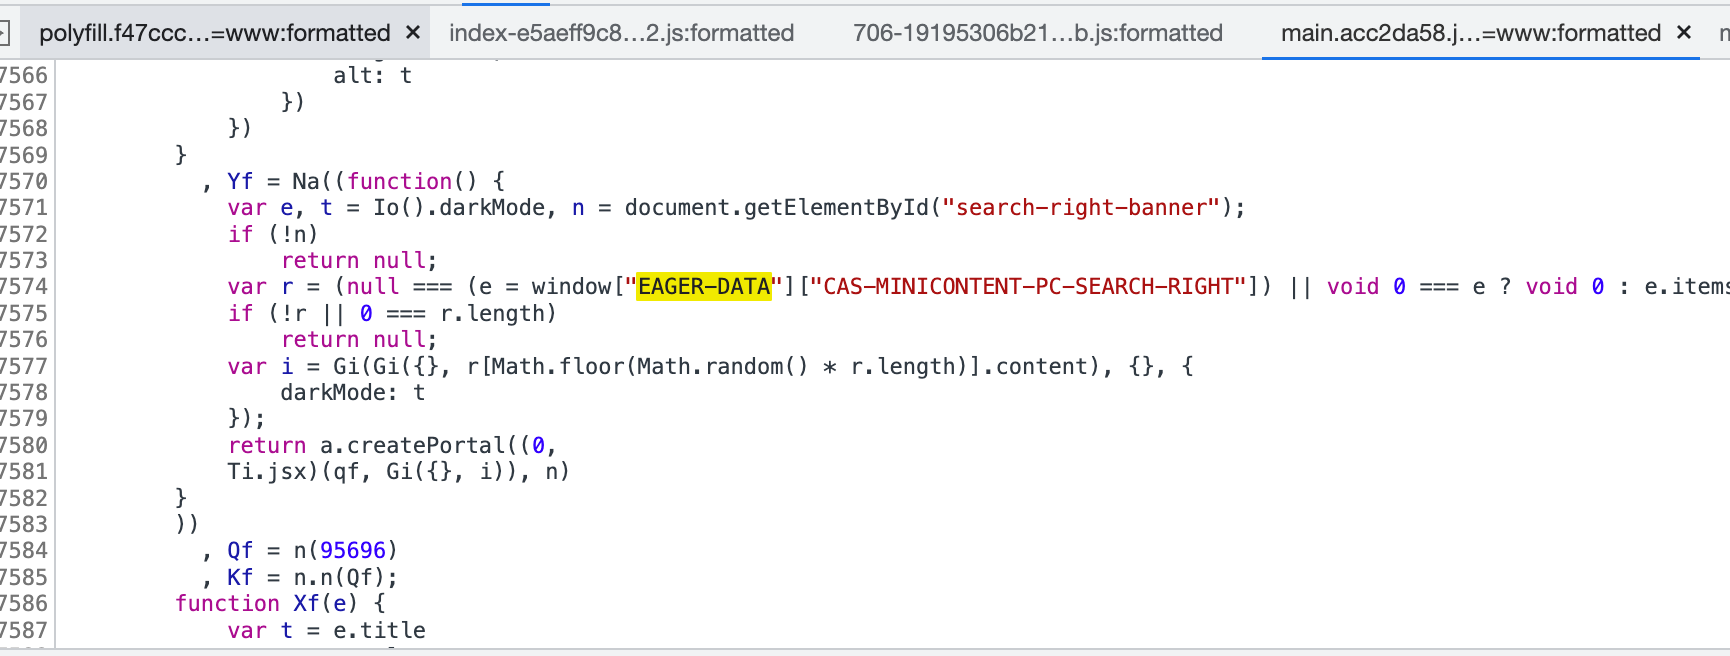 polyfill.f47ccc...=www:formatted × index-e5aeff9c8...2.js:formatted 706-19195306b21...b.js:formatted main.acc2da58.j...=www:formatted ×
7566 alt: t
7567 })
7568 })
7569 }
7570 , Yf = Na((function() {
7571 var e, t = Io().darkMode, n = document.getElementById("search-right-banner");
7572 if (!n)
7573 return null;
7574 var r = (null === (e = window["EAGER-DATA"]["CAS-MINICONTENT-PC-SEARCH-RIGHT"]) || void 0 === e ? void 0 : e.items
7575 if (!r || 0 === r.length)
7576 return null;
7577 var i = Gi(Gi({}, r[Math.floor(Math.random() * r.length)].content), {}, {
7578 darkMode: t
7579 });
7580 return a.createPortal((0,
7581 Ti.jsx)(qf, Gi({}, i)), n)
7582 }
7583 ))
7584 , Qf = n(95696)
7585 , Kf = n.n(Qf);
7586 function Xf(e) {
7587 var t = e.title